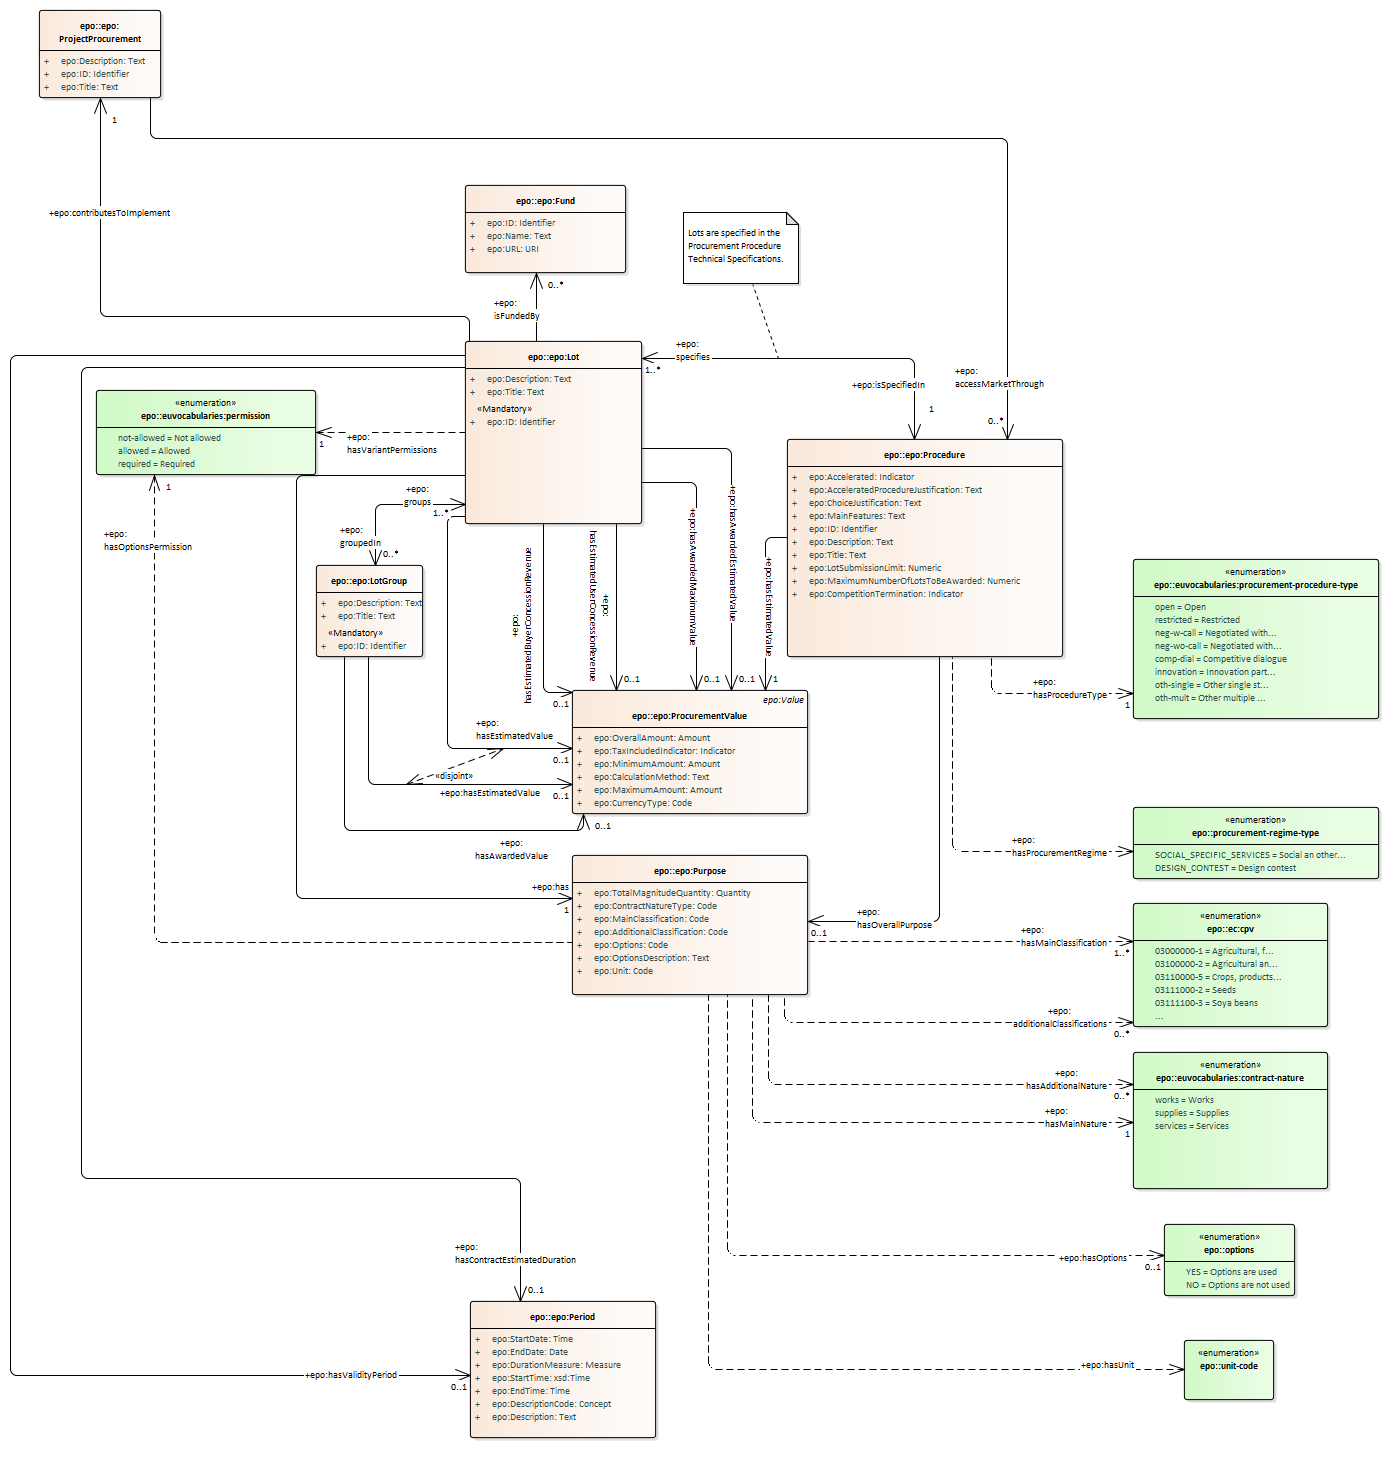 epo::epo:
ProjectProcurement
+ epo:Description: Text
+ epo:ID: Identifier
+ epo:Title: Text
1
+epo:contributesToImplement
epo::epo:Fund
+ epo:ID: Identifier
+ epo:Name: Text
+ epo:URL: URI
0..*
+epo:
isFundedBy
Lots are specified in the
Procurement Procedure
Technical Specifications.
epo::epo:Lot
+ epo:Description: Text
+ epo:Title: Text
«Mandatory»
+ epo:ID: Identifier
+epo:
specifies
1..*
+epo:isSpecifiedIn
1
+epo:
accessMarketThrough
0..*
«enumeration»
epo::euvocabularies:permission
not-allowed = Not allowed
allowed = Allowed
required = Required
1
+epo:
hasVariantPermissions
1
+epo:
hasOptionsPermission
+epo:
groups
1..*
+epo:
groupedIn
0..*
epo::epo:LotGroup
+ epo:Description: Text
+ epo:Title: Text
«Mandatory»
+ epo:ID: Identifier
epo::epo:Procedure
+ epo:Accelerated: Indicator
+ epo:AcceleratedProcedureJustification: Text
+ epo:ChoiceJustification: Text
+ epo:MainFeatures: Text
+ epo:ID: Identifier
+ epo:Description: Text
+ epo:Title: Text
+ epo:LotSubmissionLimit: Numeric
+ epo:MaximumNumberOfLotsToBeAwarded: Numeric
+ epo:CompetitionTermination: Indicator
+epo:
hasEstimatedBuyerConcessionRevenue
0..1
+epo:
hasEstimatedUserConcessionRevenue
0..1
+epo:hasAwardedMaximumValue
0..1
+epo:hasAwardedEstimatedValue
0..1
+epo:hasEstimatedValue
1
«enumeration»
epo::euvocabularies:procurement-procedure-type
open = Open
restricted = Restricted
neg-w-call = Negotiated with...
neg-wo-call = Negotiated with...
comp-dial = Competitive dialogue
innovation = Innovation part...
oth-single = Other single st...
oth-mult = Other multiple ...
+epo:
hasProcedureType
1
epo:Value
epo::epo:ProcurementValue
+ epo:OverallAmount: Amount
+ epo:TaxIncludedIndicator: Indicator
+ epo:MinimumAmount: Amount
+ epo:CalculationMethod: Text
+ epo:MaximumAmount: Amount
+ epo:CurrencyType: Code
+epo:
hasEstimatedValue
0..1
«disjoint»
+epo:hasEstimatedValue
0..1
0..1
+epo:
hasAwardedValue
«enumeration»
epo::procurement-regime-type
SOCIAL_SPECIFIC_SERVICES = Social an other...
DESIGN_CONTEST = Design contest
+epo:
hasProcurementRegime
epo::epo:Purpose
+ epo:TotalMagnitudeQuantity: Quantity
+ epo:ContractNatureType: Code
+ epo:MainClassification: Code
+ epo:AdditionalClassification: Code
+ epo:Options: Code
+ epo:OptionsDescription: Text
+ epo:Unit: Code
+epo:has
1
+epo:
hasOverallPurpose
0..1
«enumeration»
epo::ec:cpv
03000000-1 = Agricultural, f...
03100000-2 = Agricultural an...
03110000-5 = Crops, products...
03111000-2 = Seeds
03111100-3 = Soya beans
...
+epo:
hasMainClassification
1..*
+epo:
additionalClassifications
0..*
«enumeration»
epo::euvocabularies:contract-nature
works = Works
supplies = Supplies
services = Services
+epo:
hasAdditionalNature
0..*
+epo:
hasMainNature
1
«enumeration»
epo::options
YES = Options are used
NO = Options are not used
+epo:hasOptions
0..1
«enumeration»
epo::unit-code
+epo:hasUnit
+epo:
hasContractEstimatedDuration
0..1
epo::epo:Period
+ epo:StartDate: Time
+ epo:EndDate: Date
+ epo:DurationMeasure: Measure
+ epo:StartTime: xsd:Time
+ epo:EndTime: Time
+ epo:DescriptionCode: Concept
+ epo:Description: Text
+epo:hasValidityPeriod
0..1